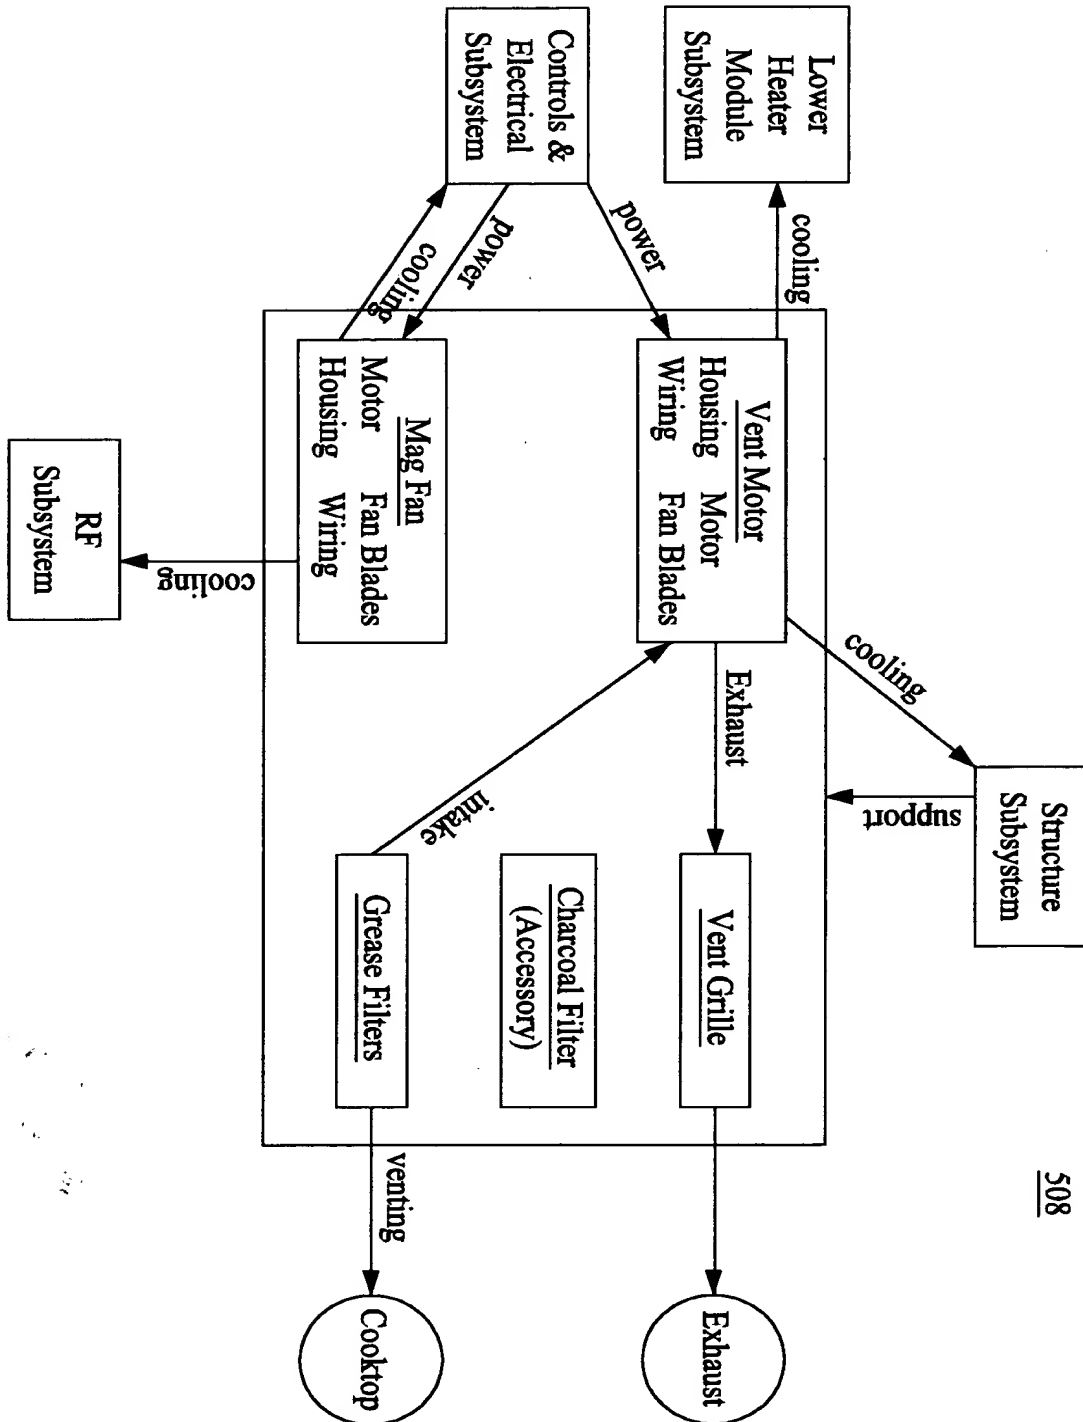 508
Structure
Subsystem
support
cooling
Lower
Heater
Module
Subsystem
cooling
Vent Motor
Housing Motor
Wiring Fan Blades
Exhaust
Vent Grille
Exhaust
power
Controls &
Electrical
Subsystem
power
cooling
Charcoal Filter
(Accessory)
Mag Fan
Motor Fan Blades
Housing Wiring
intake
Grease Filters
venting
Cooktop
cooling
RF
Subsystem